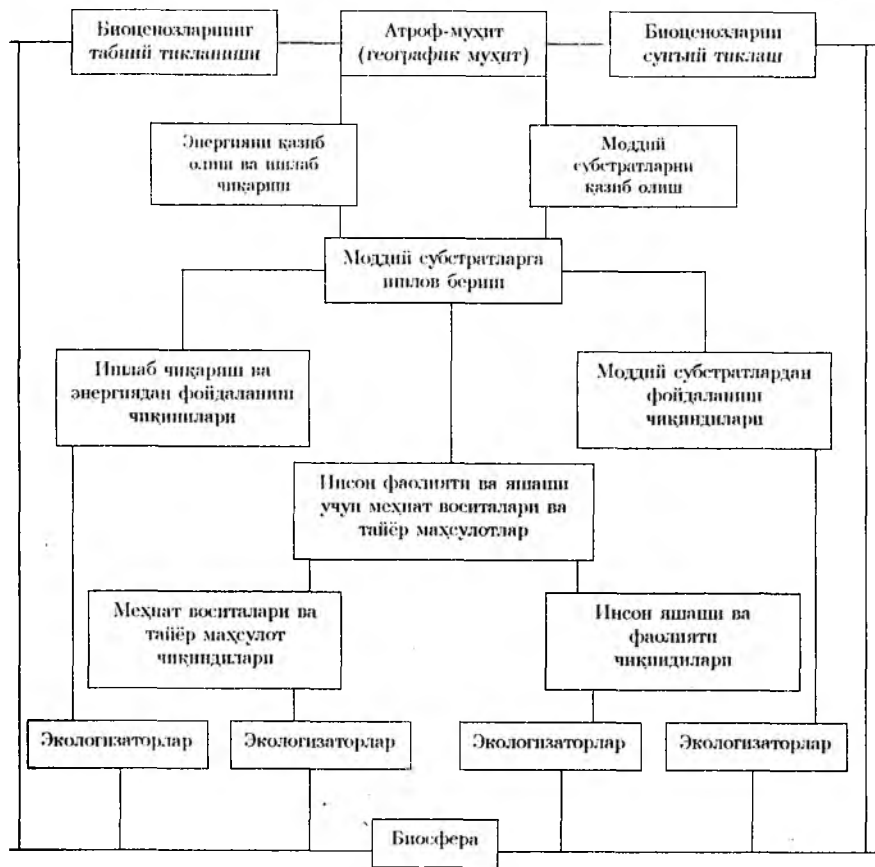 Биоценозларнинг
табиий тикланиши
Атроф-муҳит
(географик муҳит)
Биоценозларни
сунъий тиклаш
Энергияни қазиб
олиш ва ишлаб
чиқариш
Моддий
субстратларни
қазиб олиш
Моддий субстратларга
ишлов бериш
Ишлаб чиқариш ва
энергиядан фойдаланиш
чиқинилари
Моддий субстратлардан
фойдаланиш
чиқиндилари
Инсон фаолияти ва яшаши
учун меҳнат воситалари ва
тайёр маҳсулотлар
Меҳнат воситалари ва
тайёр маҳсулот
чиқиндилари
Инсон яшаши ва
фаолияти
чиқиндилари
Экологизаторлар
Экологизаторлар
Экологизаторлар
Экологизаторлар
Биосфера